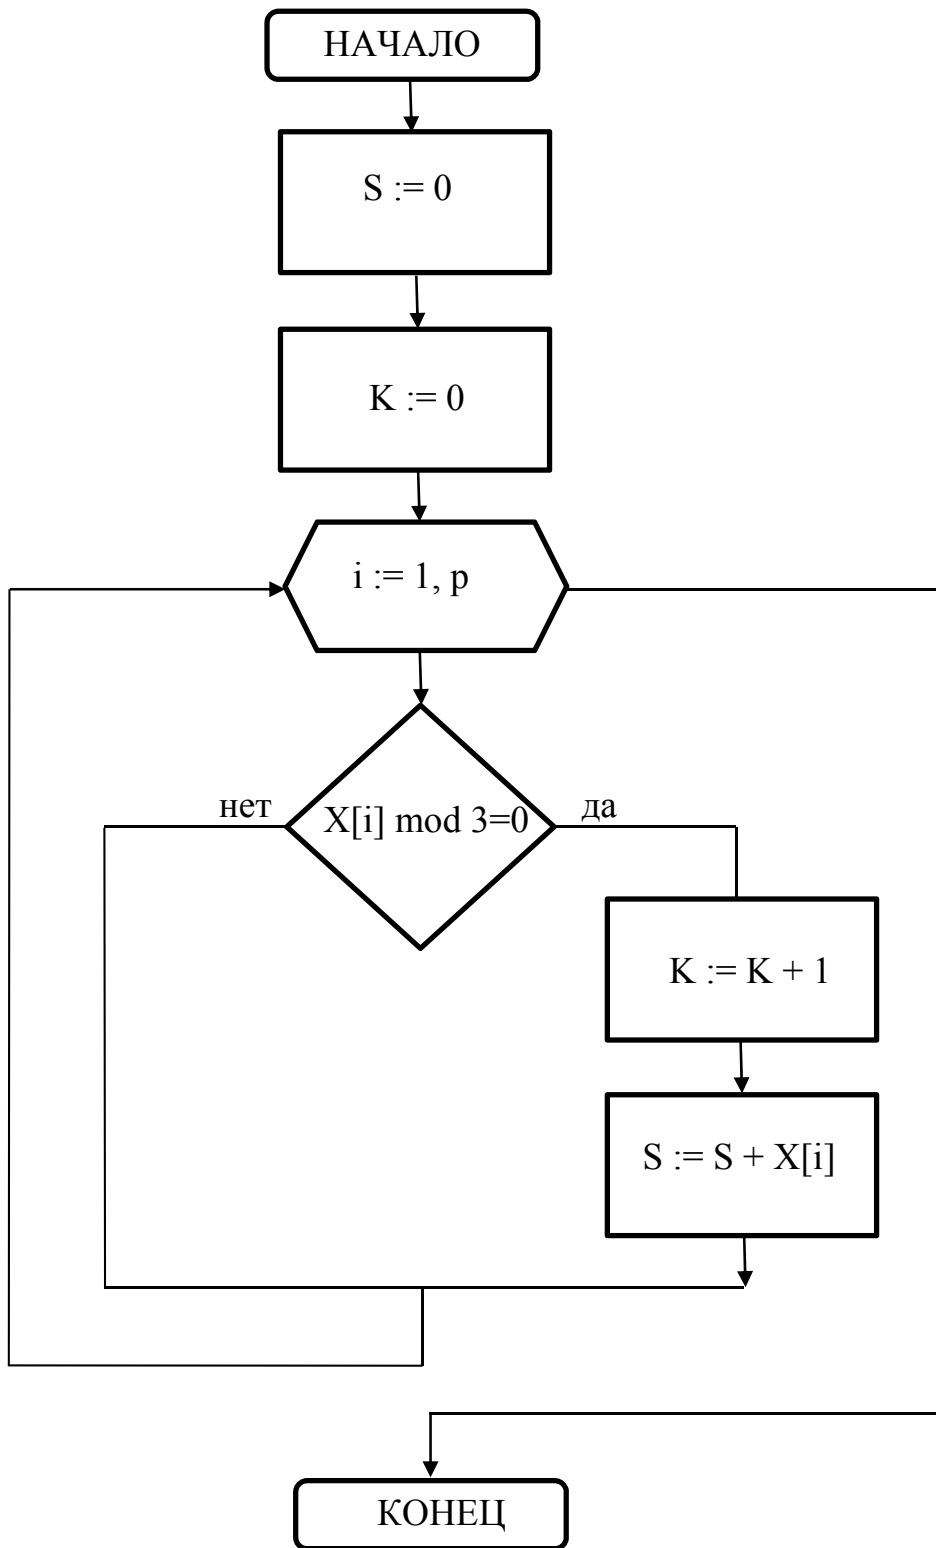 НАЧАЛО
S := 0
K := 0
i := 1, p
нет
X[i] mod 3=0
да
K := K + 1
S := S + X[i]
КОНЕЦ